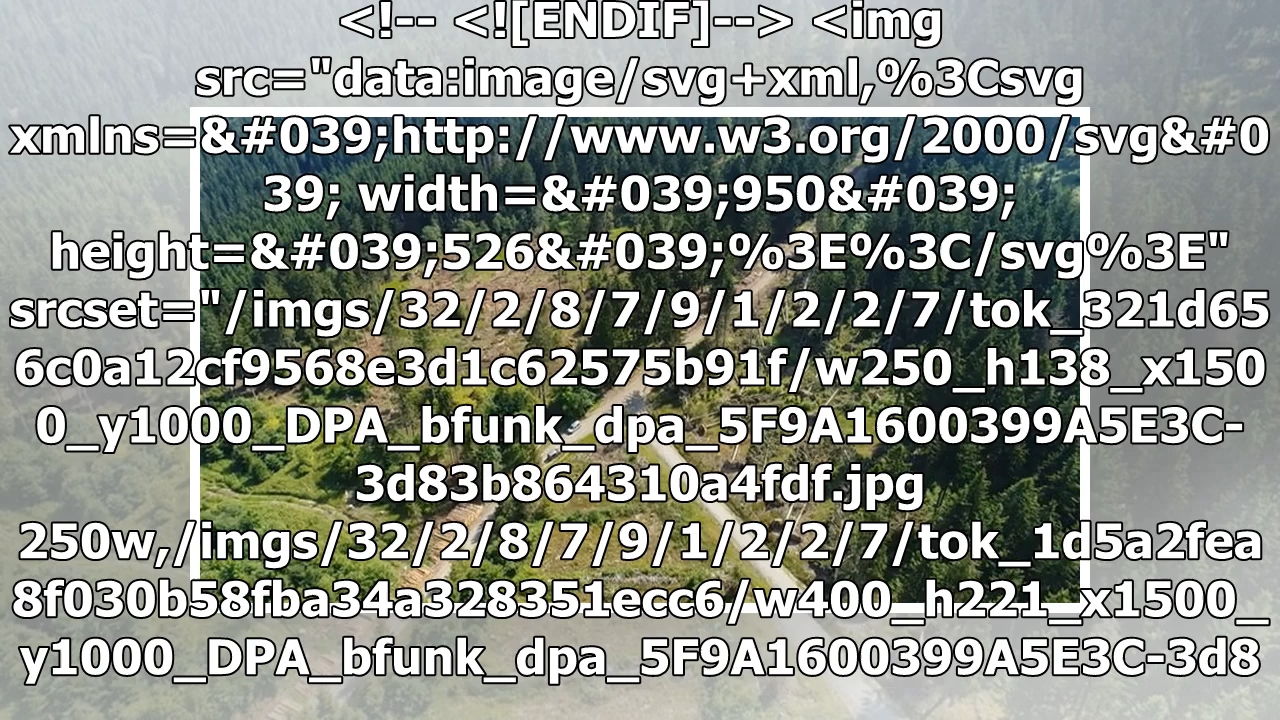 <!-- <![ENDIF]--> <img
src="data:image/svg+xml,%3Csvg
xmlns=&#039;http://www.w3.org/2000/svg&#0
39; width=&#039;950&#039;
height=&#039;526&#039;%3E%3C/svg%3E"
srcset="/imgs/32/2/8/7/9/1/2/2/7/tok_321d65
6c0a12cf9568e3d1c62575b91f/w250_h138_x150
0_y1000_DPA_bfunk_dpa_5F9A1600399A5E3C-
3d83b864310a4fdf.jpg
250w,/imgs/32/2/8/7/9/1/2/2/7/tok_1d5a2fea
8f030b58fba34a328351ecc6/w400_h221_x1500_
y1000_DPA_bfunk_dpa_5F9A1600399A5E3C-3d8